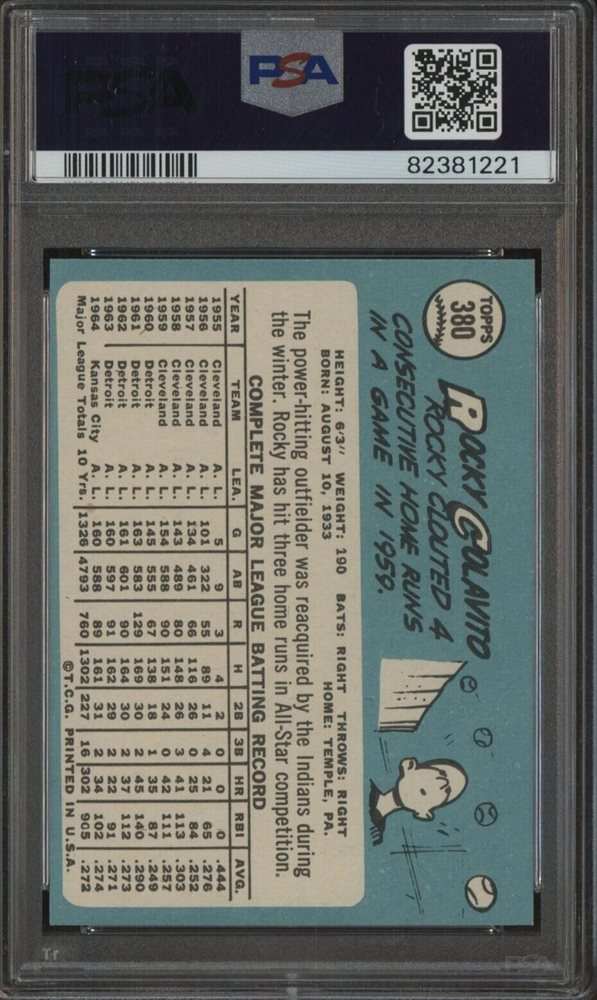 PSA
PSA
82381221
TOPPS
380
ROCKY COLAVITO
ROCKY CLOUTED 4
CONSECUTIVE HOME RUNS
IN A GAME IN 1959.
HEIGHT: 6'3" WEIGHT: 190 BATS: RIGHT THROWS: RIGHT
BORN: AUGUST 10, 1933 HOME: TEMPLE, PA.
The power-hitting outfielder was reacquired by the Indians during
the winter. Rocky has hit three home runs in All-Star competition.
COMPLETE MAJOR LEAGUE BATTING RECORD
YEAR TEAM LEA. G AB R H 2B 3B HR RBI AVG.
1955 Cleveland A. L. 5 9 3 4 2 0 0 0 .444
1956 Cleveland A. L. 101 322 55 89 11 4 21 65 .276
1957 Cleveland A. L. 134 461 66 116 26 0 25 84 .252
1958 Cleveland A. L. 143 489 80 148 26 3 41 113 .303
1959 Cleveland A. L. 154 588 90 151 24 0 42 111 .257
1960 Detroit A. L. 145 555 67 138 18 1 35 87 .249
1961 Detroit A. L. 163 583 129 169 30 2 45 140 .290
1962 Detroit A. L. 161 601 90 164 30 2 37 112 .273
1963 Detroit A. L. 160 597 91 162 29 2 22 91 .271
1964 Kansas City A. L. 160 588 89 161 31 2 34 102 .274
Major League Totals 10 Yrs. 1326 4793 760 1302 227 16 302 905 .272
©T.C.G. PRINTED IN U.S.A.
PSA